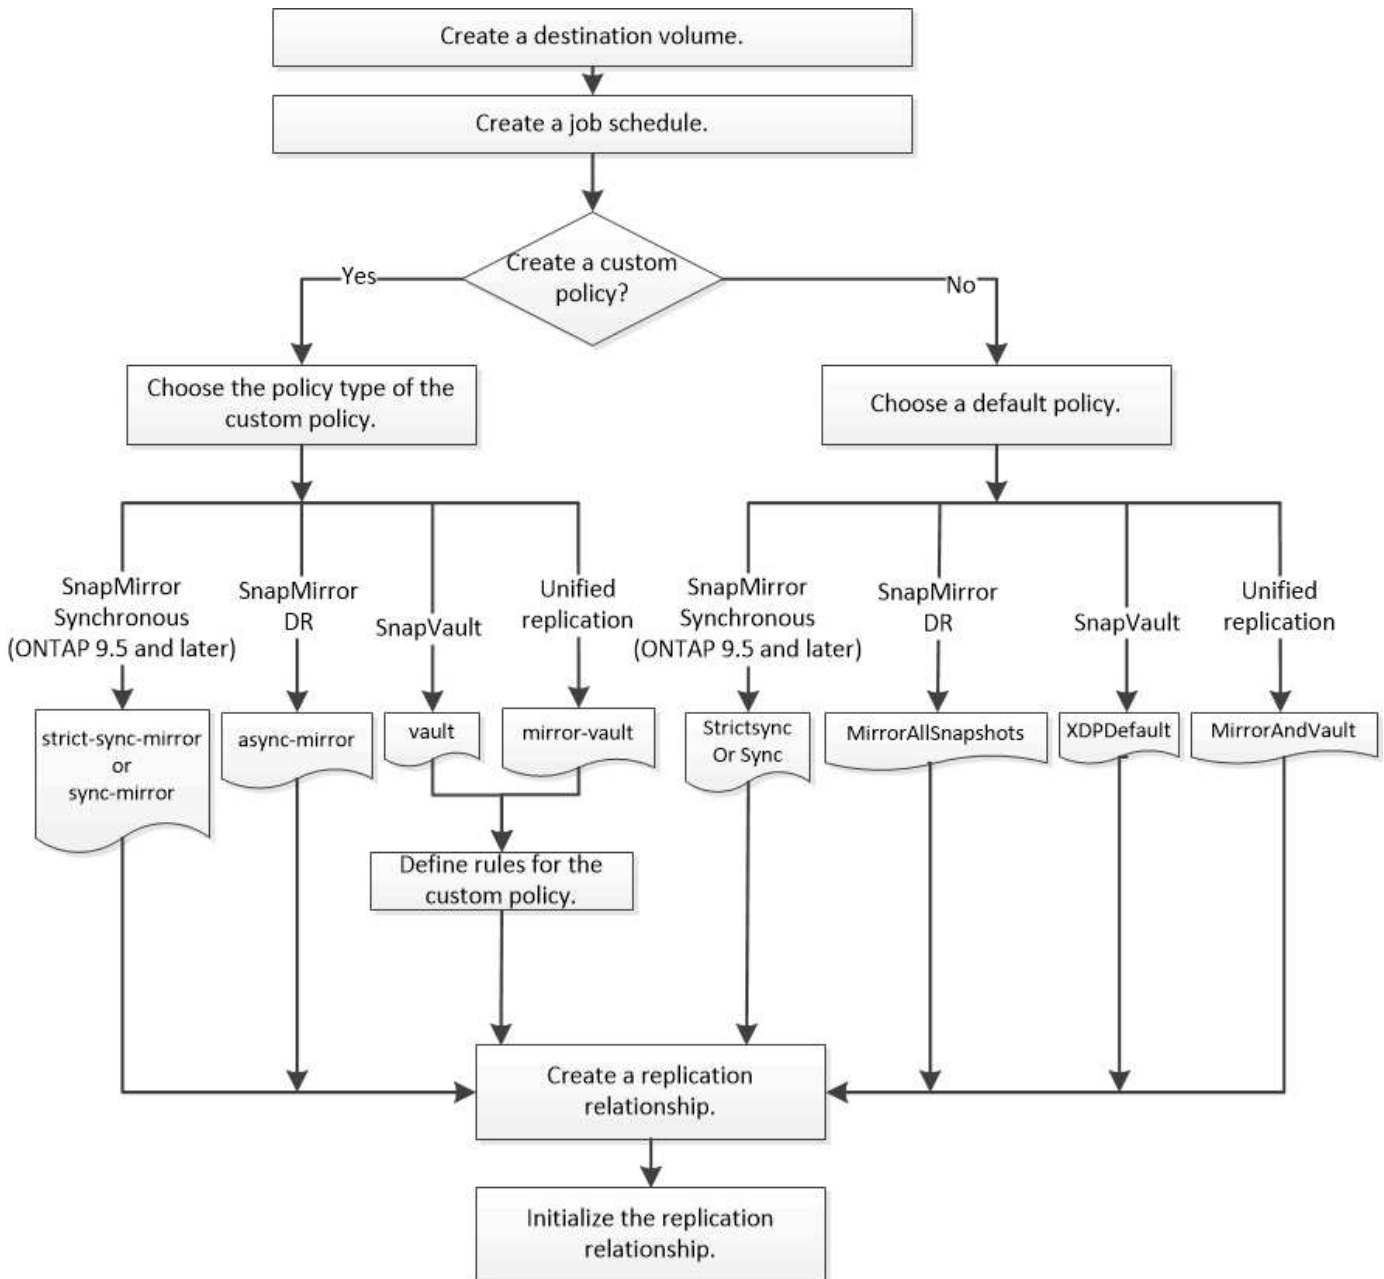 Create a destination volume.
Create a job schedule.
Create a custom
policy?
Yes
No
Choose the policy type of the
custom policy.
Choose a default policy.
SnapMirror
Synchronous
(ONTAP 9.5 and later)
SnapMirror
DR
SnapVault
Unified
replication
SnapMirror
Synchronous
(ONTAP 9.5 and later)
SnapMirror
DR
SnapVault
Unified
replication
strict-sync-mirror
or
sync-mirror
async-mirror
vault
mirror-vault
Strictsync
Or Sync
MirrorAllSnapshots
XDPDefault
MirrorAndVault
Define rules for the
custom policy.
Create a replication
relationship.
Initialize the replication
relationship.